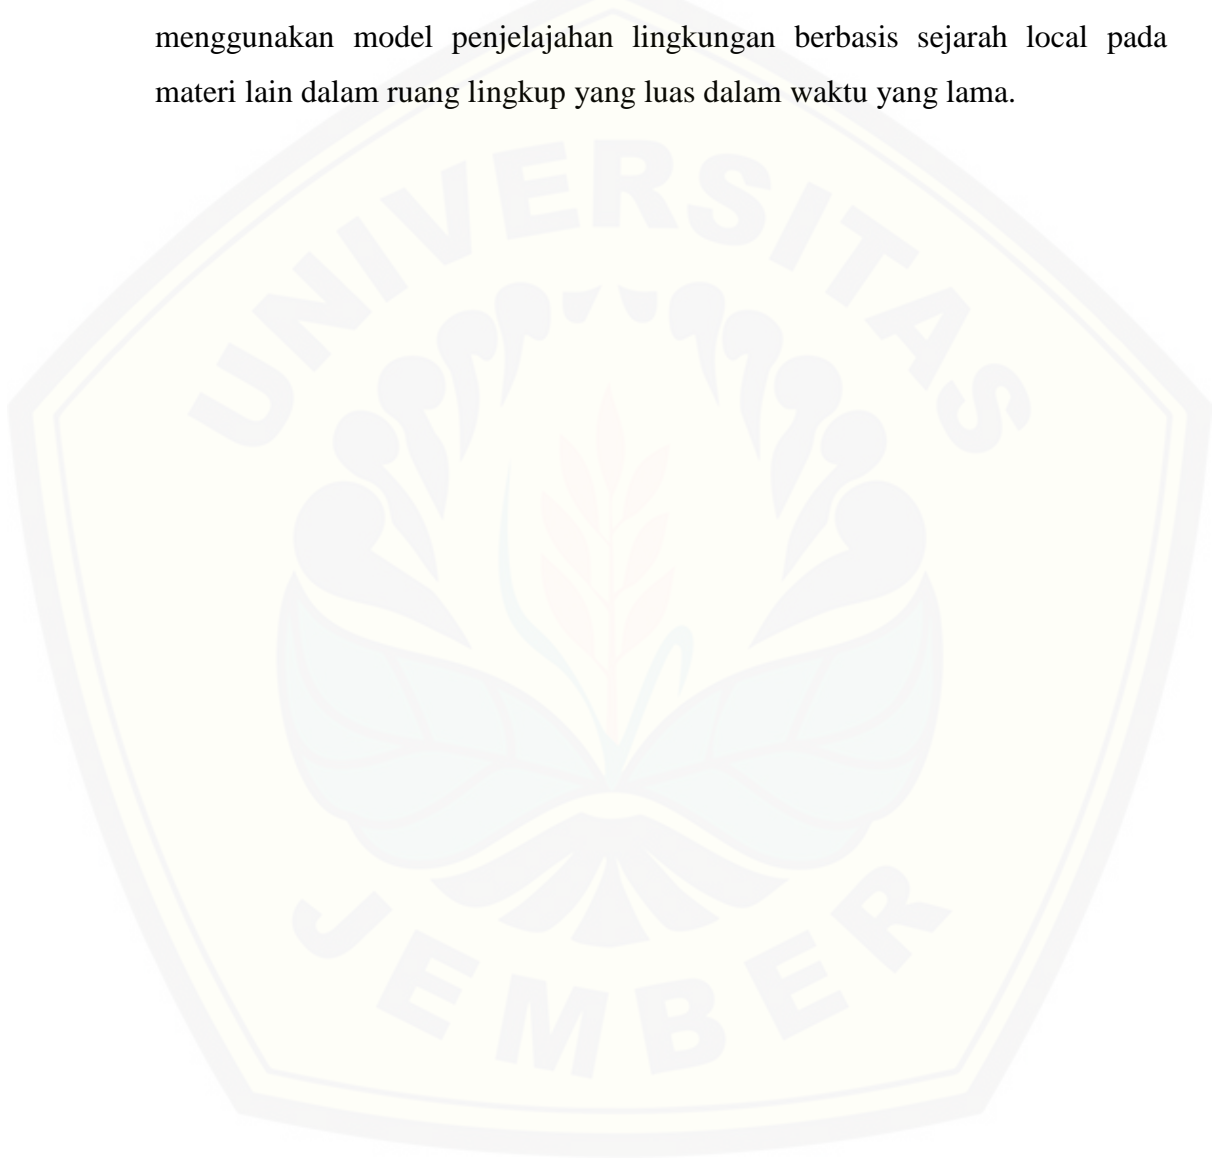 menggunakan model penjelajahan lingkungan berbasis sejarah local pada
materi lain dalam ruang lingkup yang luas dalam waktu yang lama.
UNIVERSITAS
JEMBER